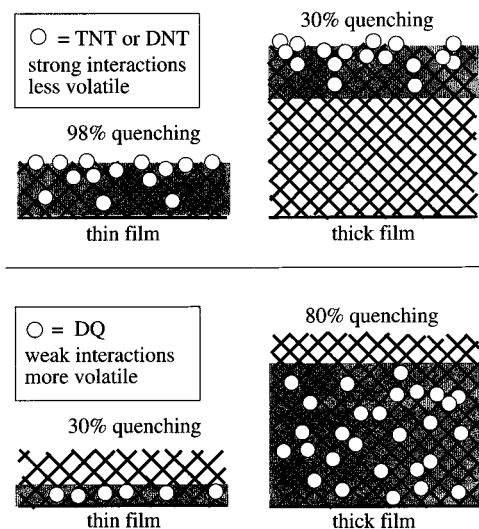 = TNT or DNT
strong interactions
less volatile
98% quenching
thin film
30% quenching
thick film
= DQ
weak interactions
more volatile
30% quenching
thin film
80% quenching
thick film